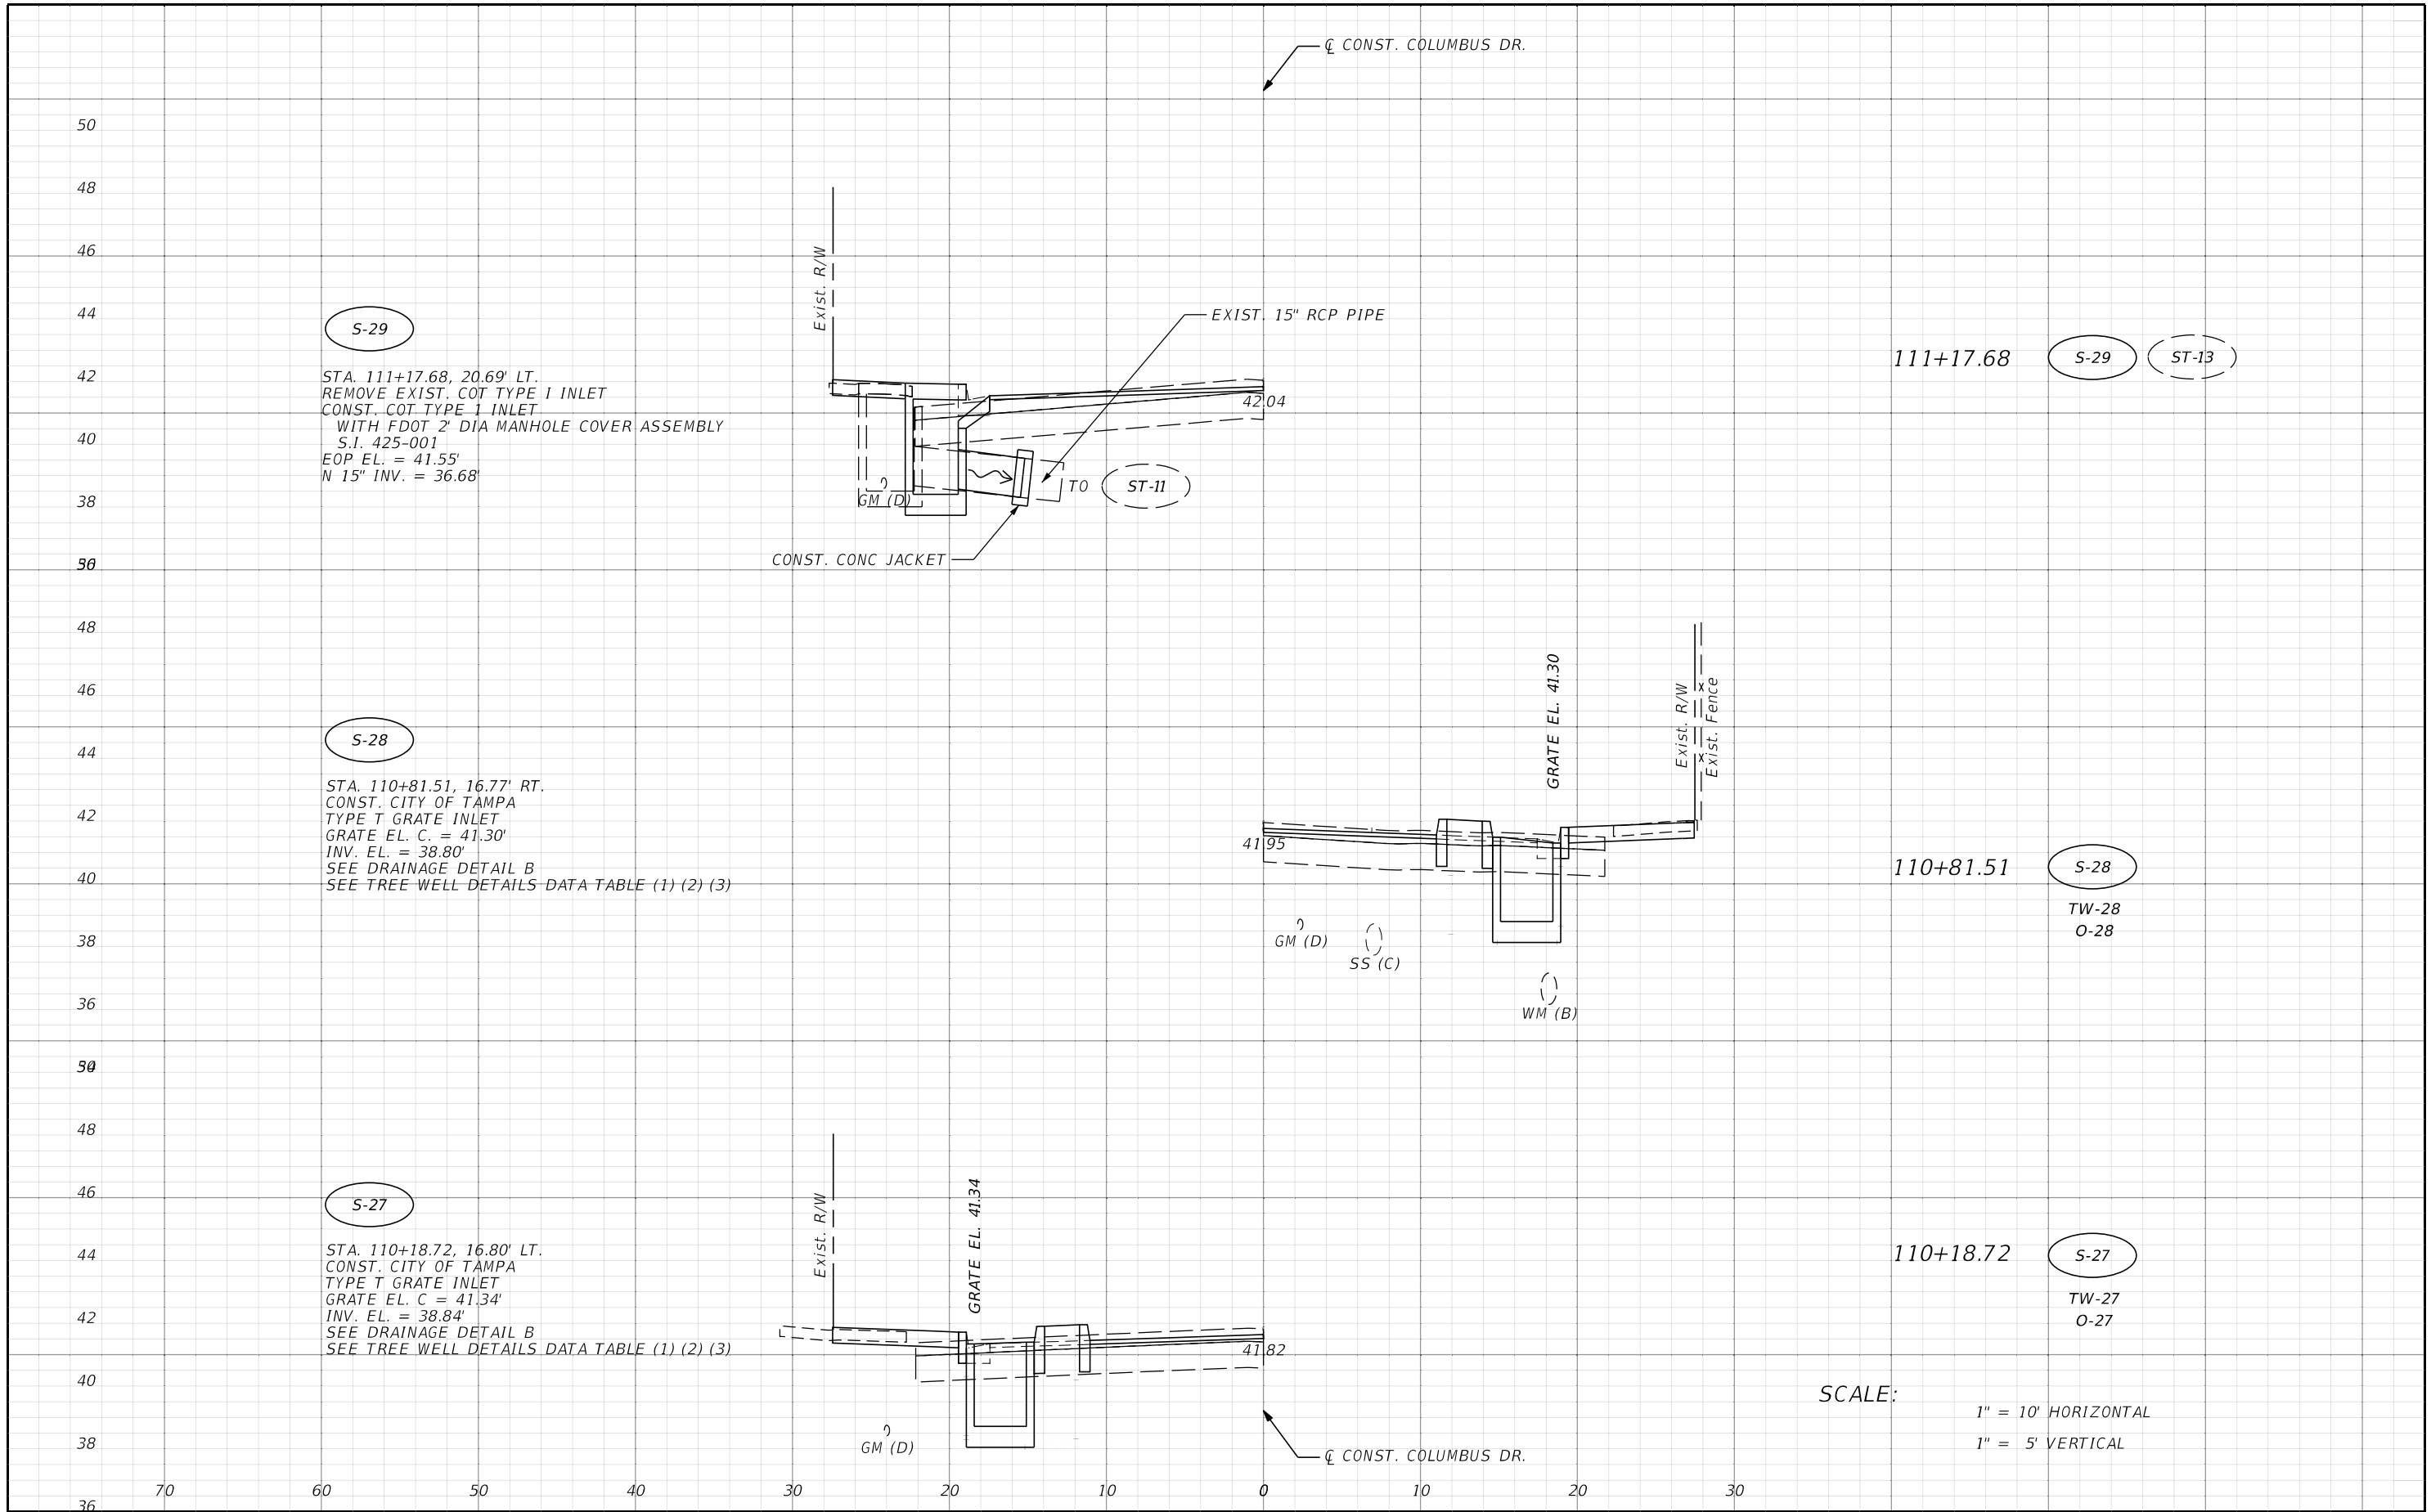 ℄ CONST. COLUMBUS DR.
50
48
46
44
42
40
38
S-29
STA. 111+17.68, 20.69' LT.
REMOVE EXIST. COT TYPE I INLET
CONST. COT TYPE 1 INLET
WITH FDOT 2' DIA MANHOLE COVER ASSEMBLY
S.I. 425-001
EOP EL. = 41.55'
N 15" INV. = 36.68'
Exist. R/W
EXIST. 15" RCP PIPE
42.04
GM (D)
TO
ST-11
CONST. CONC JACKET
111+17.68
S-29
ST-13
48
46
44
42
40
38
36
S-28
STA. 110+81.51, 16.77' RT.
CONST. CITY OF TAMPA
TYPE T GRATE INLET
GRATE EL. C. = 41.30'
INV. EL. = 38.80'
SEE DRAINAGE DETAIL B
SEE TREE WELL DETAILS DATA TABLE (1) (2) (3)
GRATE EL. 41.30
Exist. R/W
Exist. Fence
41.95
GM (D)
SS (C)
WM (B)
110+81.51
S-28
TW-28
O-28
48
46
44
42
40
38
36
S-27
STA. 110+18.72, 16.80' LT.
CONST. CITY OF TAMPA
TYPE T GRATE INLET
GRATE EL. C = 41.34'
INV. EL. = 38.84'
SEE DRAINAGE DETAIL B
SEE TREE WELL DETAILS DATA TABLE (1) (2) (3)
Exist. R/W
GRATE EL. 41.34
41.82
GM (D)
℄ CONST. COLUMBUS DR.
110+18.72
S-27
TW-27
O-27
SCALE:
1" = 10' HORIZONTAL
1" = 5' VERTICAL
70 60 50 40 30 20 10 0 10 20 30